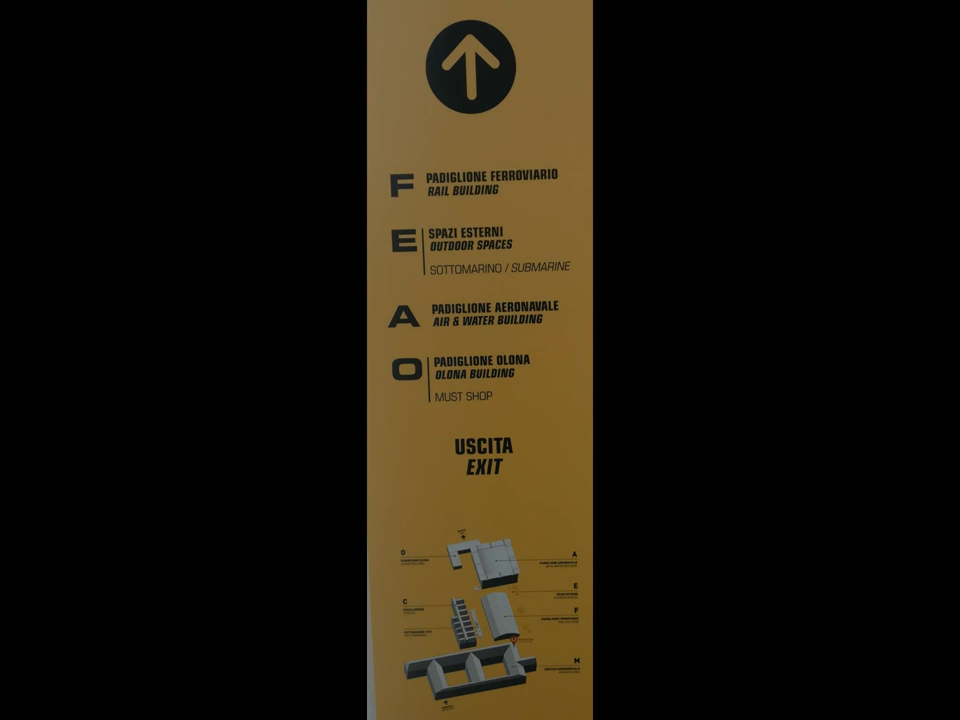 F
PADIGLIONE FERROVIARIO
RAIL BUILDING
E
SPAZI ESTERNI
OUTDOOR SPACES
SOTTOMARINO / SUBMARINE
A
PADIGLIONE AERONAVALE
AIR & WATER BUILDING
O
PADIGLIONE OLONA
OLONA BUILDING
MUST SHOP
USCITA
EXIT
O
A
E
C
F
M